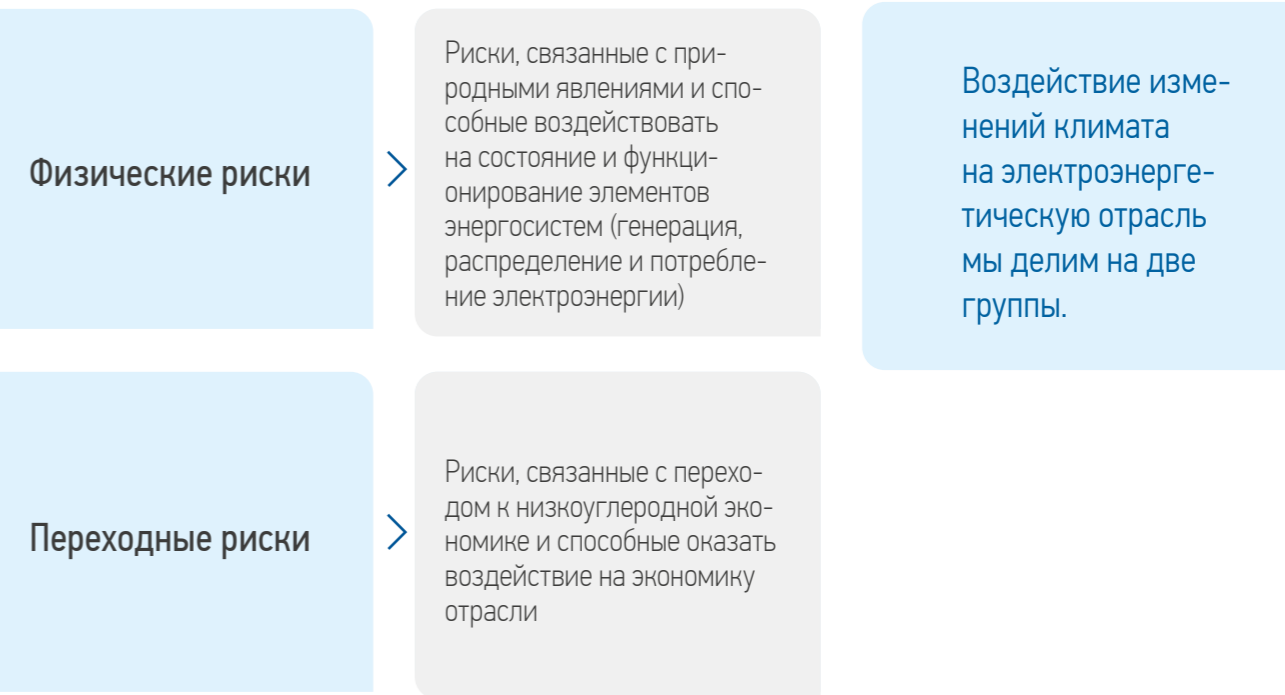 Физические риски
Риски, связанные с при-
родными явлениями и спо-
собные воздействовать
на состояние и функци-
онирование элементов
энергосистем (генерация,
распределение и потребле-
ние электроэнергии)
Воздействие изме-
нений климата
на электроэнерге-
тическую отрасль
мы делим на две
группы.
Переходные риски
Риски, связанные с перехо-
дом к низкоуглеродной эко-
номике и способные оказать
воздействие на экономику
отрасли